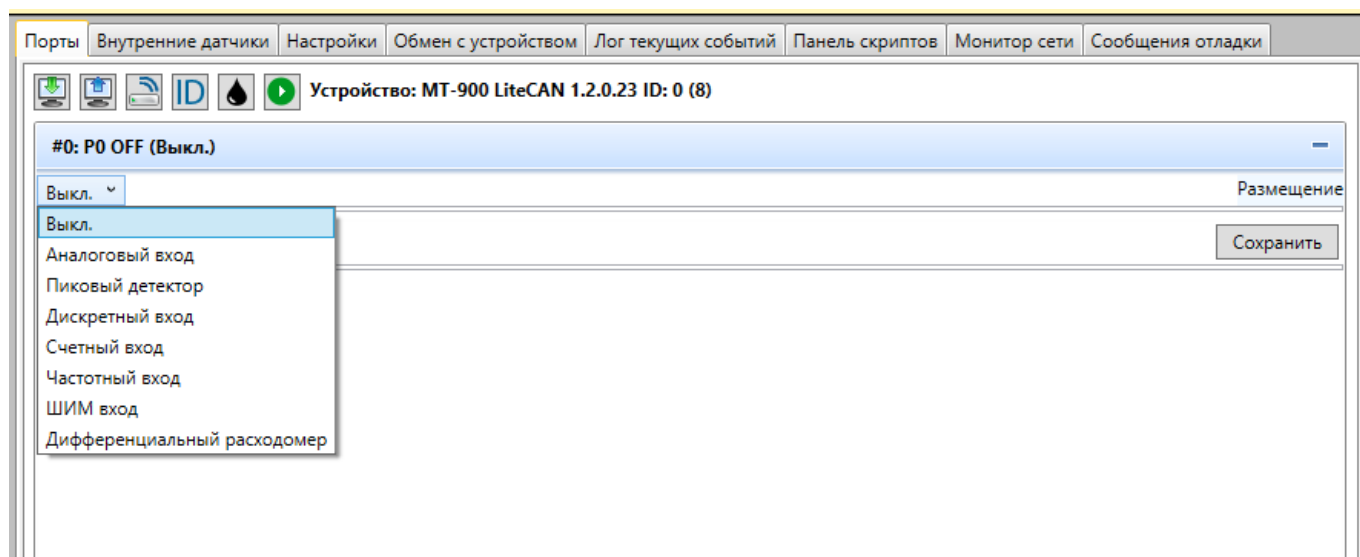 Порты Внутренние датчики Настройки Обмен с устройством Лог текущих событий Панель скриптов Монитор сети Сообщения отладки
ID Устройство: МТ-900 LiteCAN 1.2.0.23 ID: 0 (8)
#0: P0 OFF (Выкл.)
Выкл. Размещение
Выкл.
Сохранить
Аналоговый вход
Пиковый детектор
Дискретный вход
Счетный вход
Частотный вход
ШИМ вход
Дифференциальный расходомер